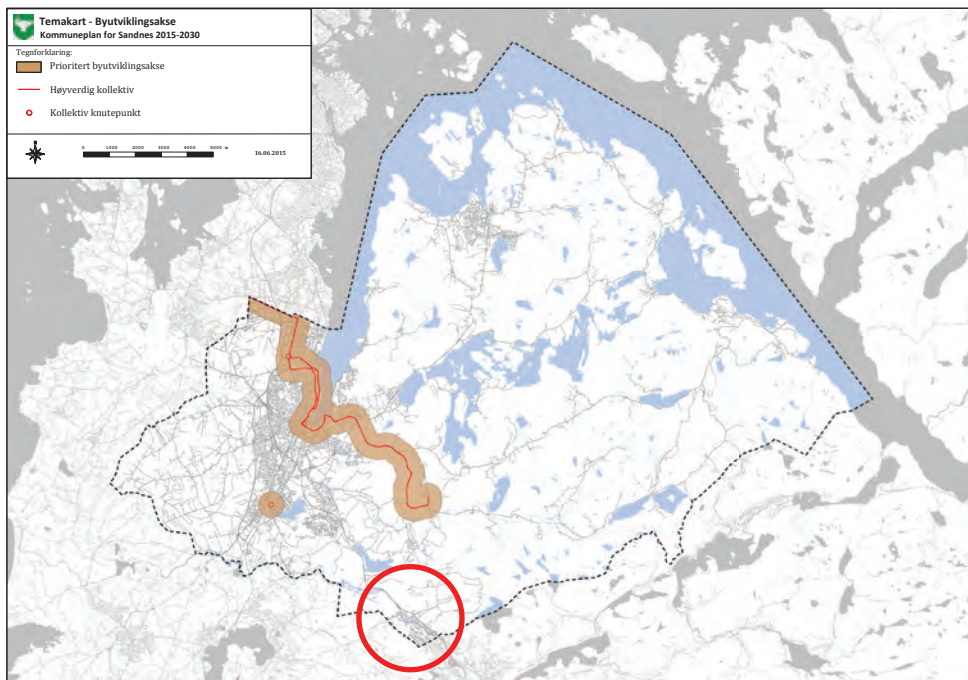 Temakart - Byutviklingsakse
Kommuneplan for Sandnes 2015-2030
Tegnforklaring:
Prioritert byutviklingsakse
Høyverdig kollektiv
Kollektiv knutepunkt
0 1000 2000 3000 4000 5000 m
16.06.2015